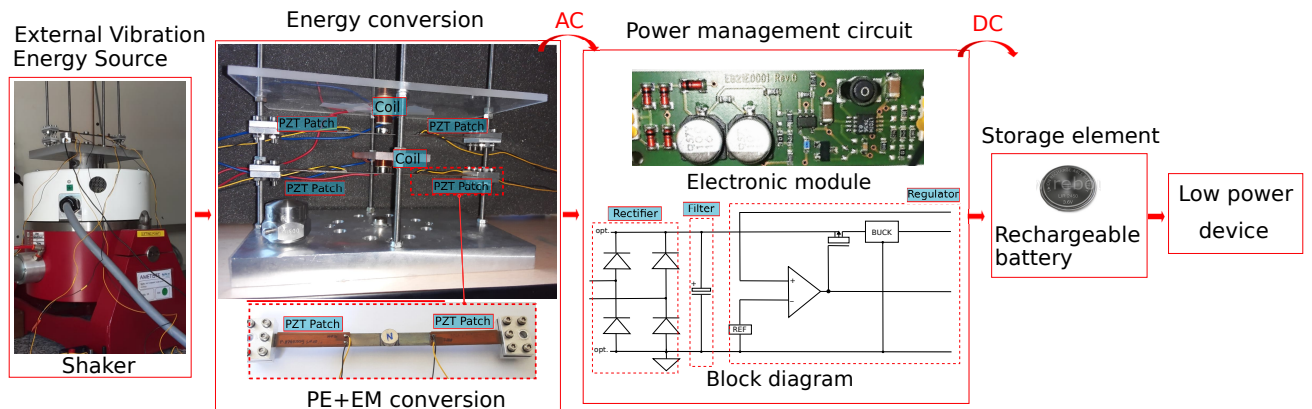 External Vibration
Energy Source
Shaker
Energy conversion
Coil
PZT Patch
PZT Patch
Coil
PZT Patch
PZT Patch
PZT Patch
PZT Patch
N
PE+EM conversion
AC
Power management circuit
Electronic module
Rectifier
Filter
Regulator
opt.
opt.
+
+
−
REF
BUCK
Block diagram
DC
Storage element
Rechargeable
battery
Low power
device